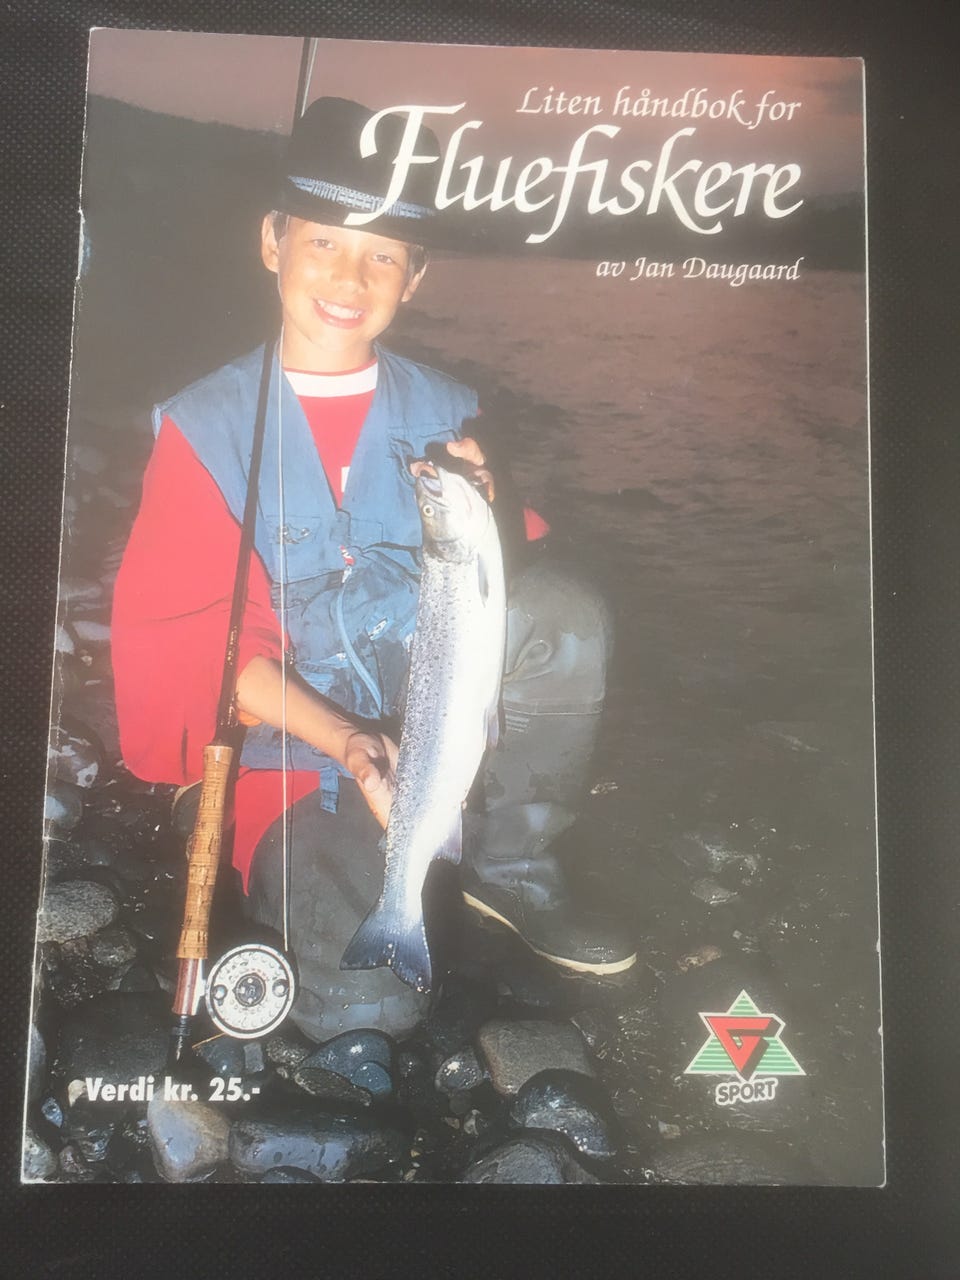 Liten håndbok for
Fluefiskere
av Jan Daugaard
Verdi kr. 25.-
G
SPORT